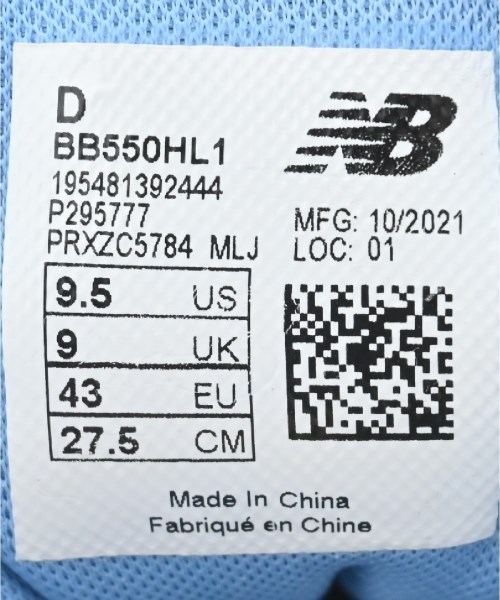 D
BB550HL1
195481392444
P295777
PRXZC5784 MLJ
NB
MFG: 10/2021
LOC: 01
9.5 US
9 UK
43 EU
27.5 CM
Made In China
Fabriqué en Chine